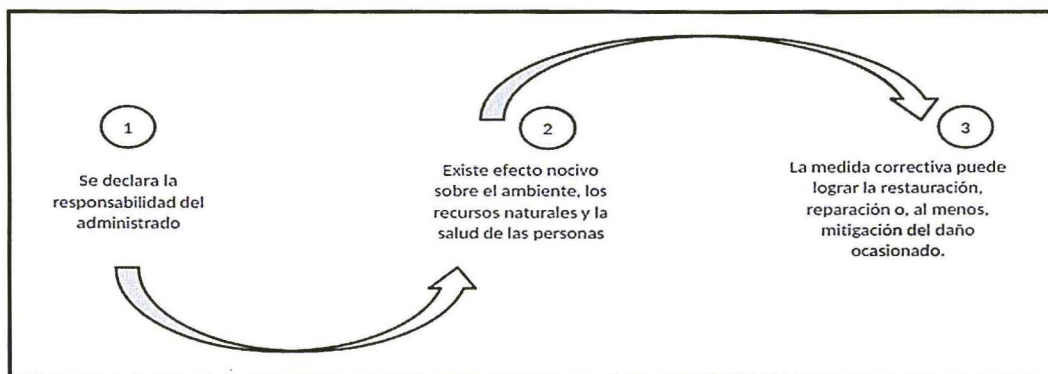 1
Se declara la
responsabilidad del
administrado
2
Existe efecto nocivo
sobre el ambiente, los
recursos naturales y la
salud de las personas
3
La medida correctiva puede
lograr la restauración,
reparación o, al menos,
mitigación del daño
ocasionado.